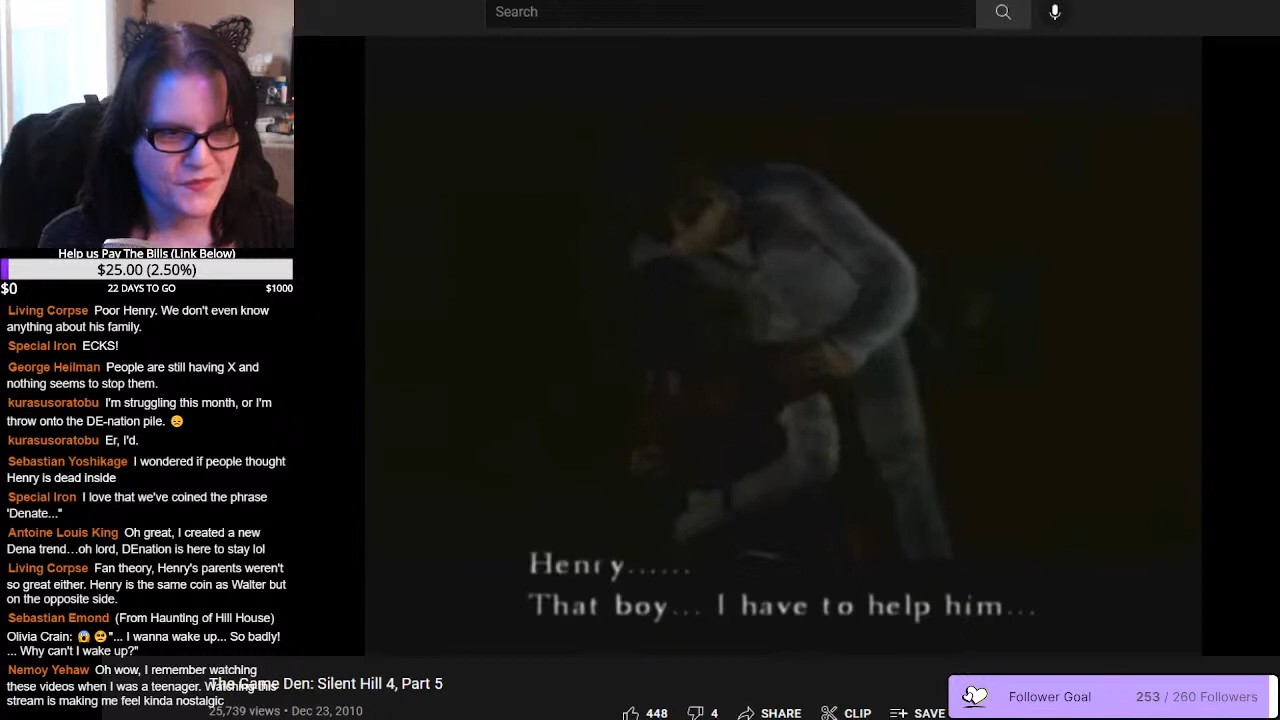 Search
Help us Pay The Bills (Link Below)
$25.00 (2.50%)
$0
22 DAYS TO GO
$1000
Living Corpse Poor Henry. We don't even know
anything about his family.
Special Iron ECKS!
George Heilman People are still having X and
nothing seems to stop them.
kurasusoratobu I'm struggling this month, or I'm
throw onto the DE-nation pile. 😔
kurasusoratobu Er, I'd.
Sebastian Yoshikage I wondered if people thought
Henry is dead inside
Special Iron I love that we've coined the phrase
'Denate..."
Antoine Louis King Oh great, I created a new
Dena trend…oh lord, DEnation is here to stay lol
Living Corpse Fan theory, Henry's parents weren't
so great either. Henry is the same coin as Walter but
on the opposite side.
Sebastian Emond (From Haunting of Hill House)
Olivia Crain: 😱 🥺"... I wanna wake up... So badly!
... Why can't I wake up?"
Nemoy Yehaw Oh wow, I remember watching
these videos when I was a teenager. Watching this
stream is making me feel kinda nostalgic
Henry......
That boy... I have to help him...
The Game Den: Silent Hill 4, Part 5
25,739 views • Dec 23, 2010
448
4
SHARE
CLIP
SAVE
Follower Goal
253 / 260 Followers